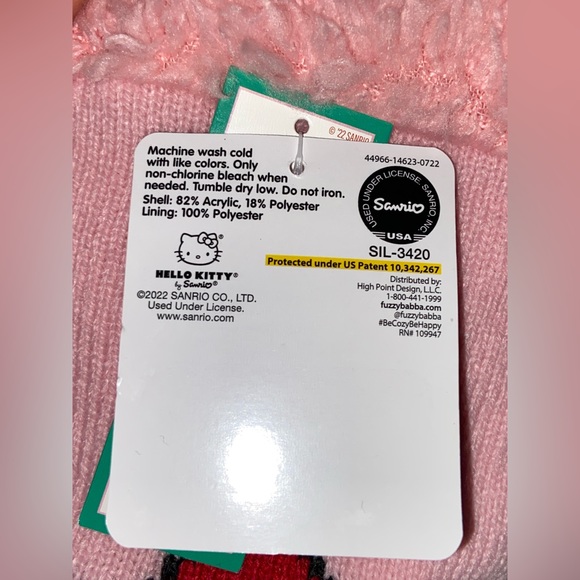 © '22 SANRIO
Machine wash cold
with like colors. Only
non-chlorine bleach when
needed. Tumble dry low. Do not iron.
Shell: 82% Acrylic, 18% Polyester
Lining: 100% Polyester
HELLO KITTY®
by Sanrio®
©2022 SANRIO CO., LTD.
Used Under License.
www.sanrio.com
44966-14623-0722
USED UNDER LICENSE. SANRIO INC.
Sanrio
USA
SIL-3420
Protected under US Patent 10,342,267
Distributed by:
High Point Design, L.L.C.
1-800-441-1999
fuzzybabba.com
@fuzzybabba
#BeCozyBeHappy
RN# 109947